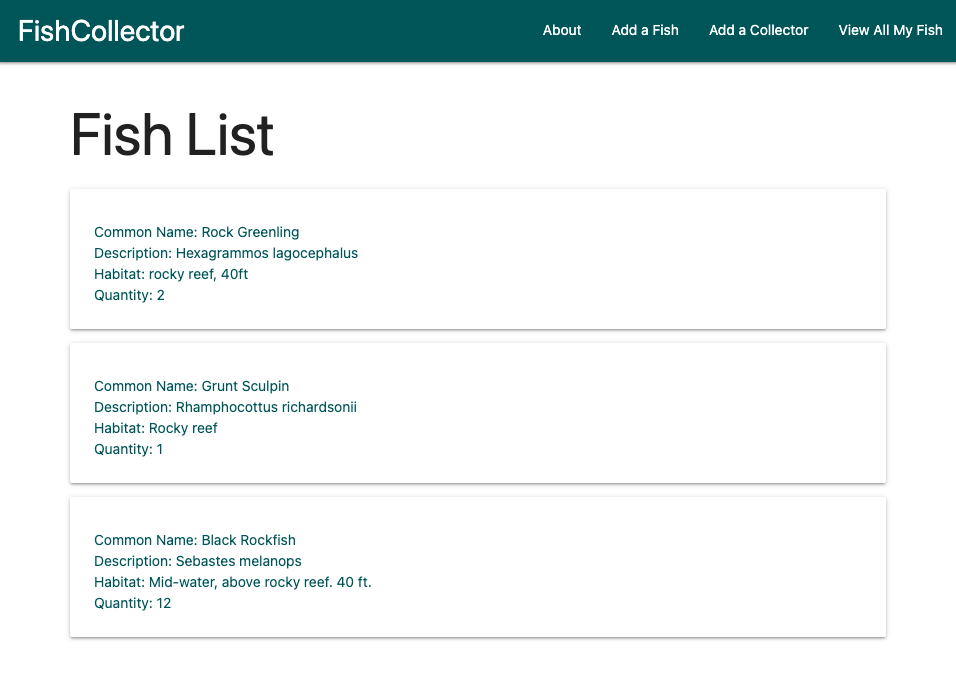 FishCollector
About
Add a Fish
Add a Collector
View All My Fish
Fish List
Common Name: Rock Greenling
Description: Hexagrammos lagocephalus
Habitat: rocky reef, 40ft
Quantity: 2
Common Name: Grunt Sculpin
Description: Rhamphocottus richardsonii
Habitat: Rocky reef
Quantity: 1
Common Name: Black Rockfish
Description: Sebastes melanops
Habitat: Mid-water, above rocky reef. 40 ft.
Quantity: 12